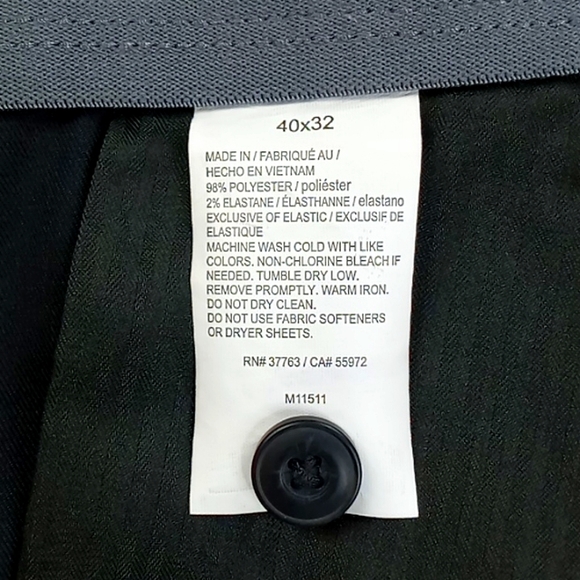 40x32
MADE IN / FABRIQUÉ AU /
HECHO EN VIETNAM
98% POLYESTER / poliéster
2% ELASTANE / ÉLASTHANNE / elastano
EXCLUSIVE OF ELASTIC / EXCLUSIF DE
ELASTIQUE
MACHINE WASH COLD WITH LIKE
COLORS. NON-CHLORINE BLEACH IF
NEEDED. TUMBLE DRY LOW.
REMOVE PROMPTLY. WARM IRON.
DO NOT DRY CLEAN.
DO NOT USE FABRIC SOFTENERS
OR DRYER SHEETS.
RN# 37763 / CA# 55972
M11511